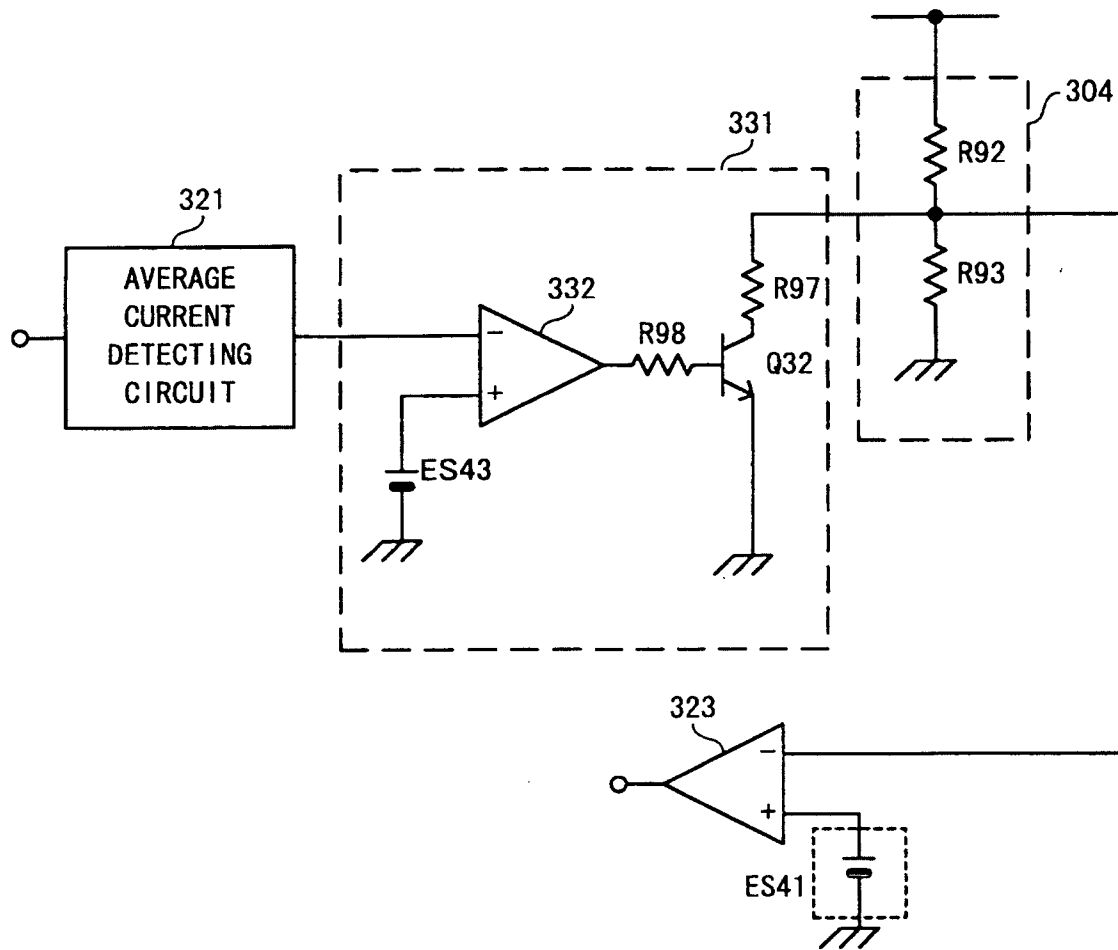 304
R92
331
321
R93
AVERAGE
CURRENT
DETECTING
CIRCUIT
332
R97
R98
Q32
−
+
ES43
323
−
+
ES41